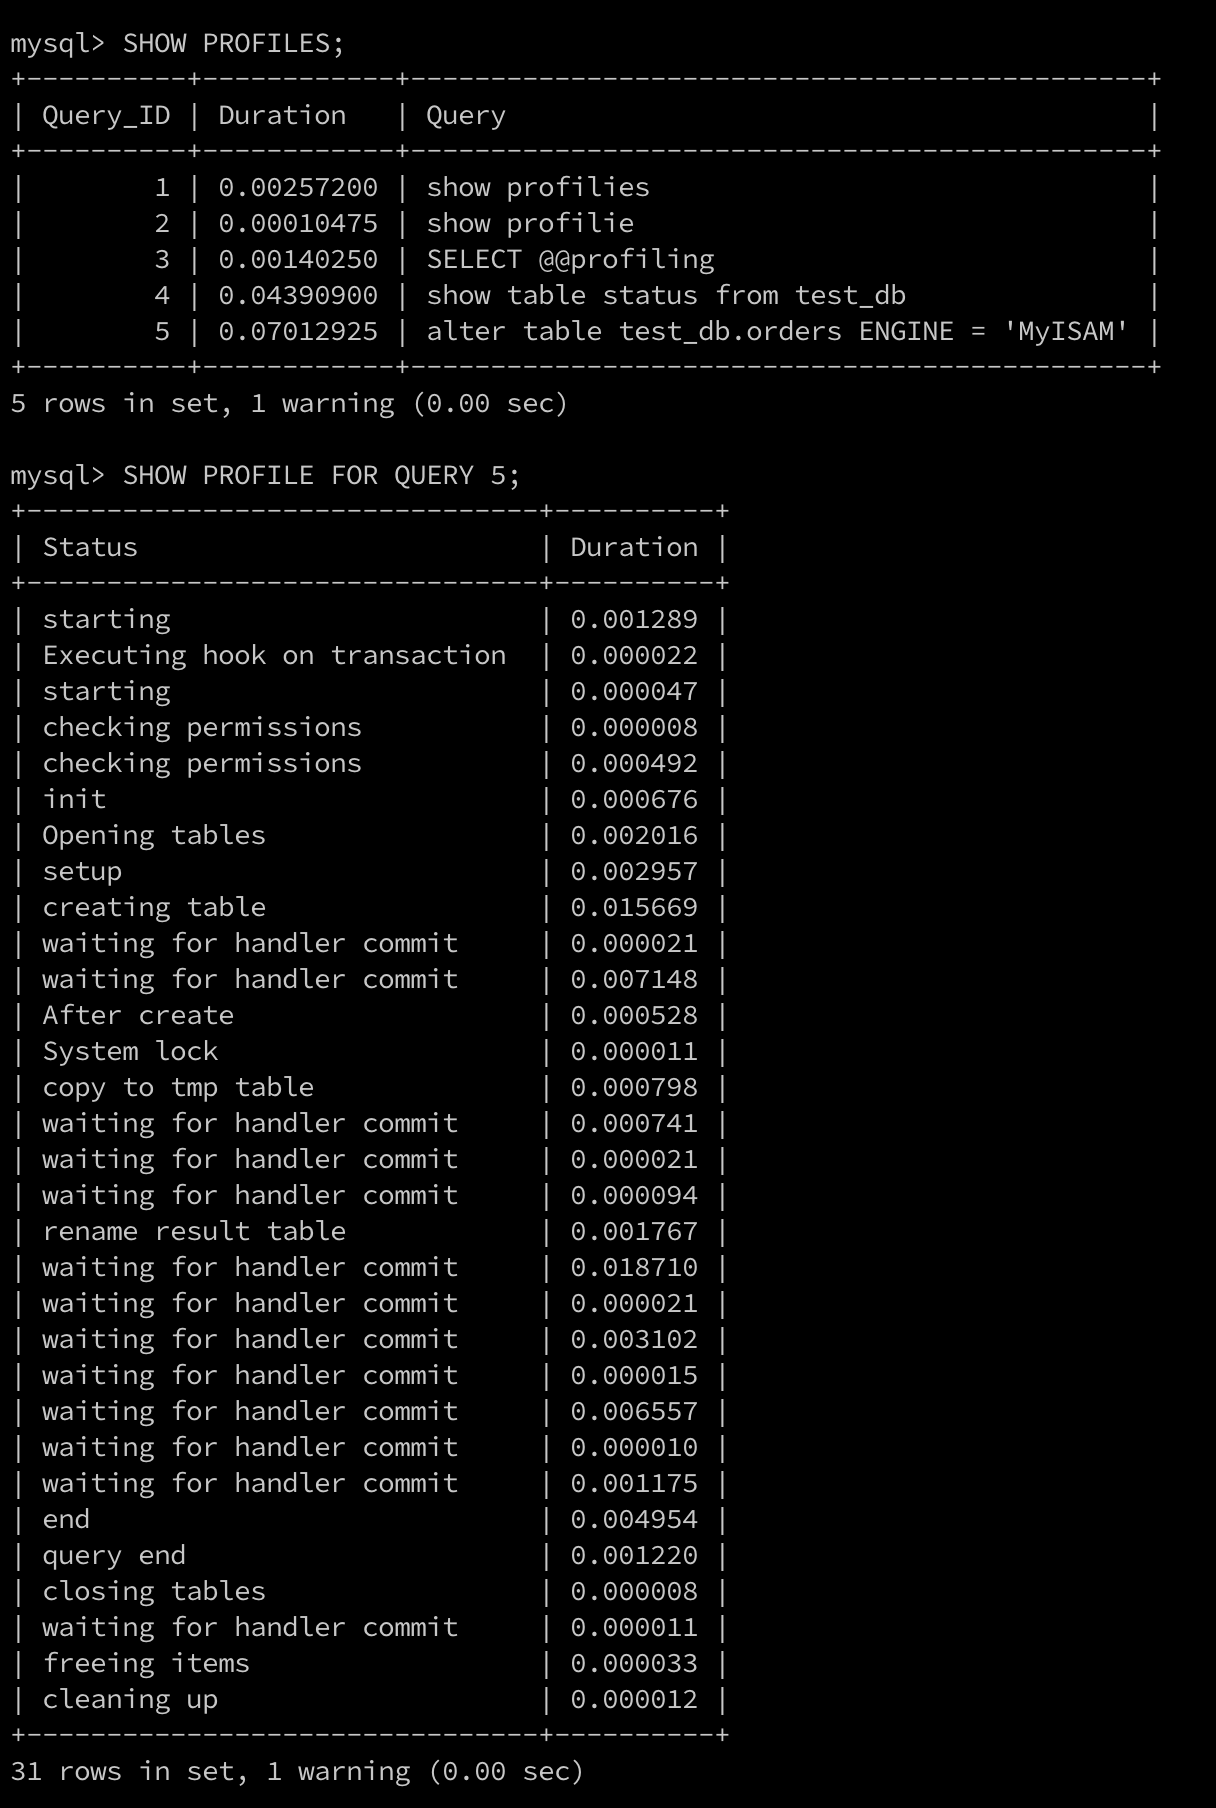 mysql> SHOW PROFILES;
+----------+------------+----------------------------------------------+
| Query_ID | Duration   | Query                                        |
+----------+------------+----------------------------------------------+
|        1 | 0.00257200 | show profilies                               |
|        2 | 0.00010475 | show profilie                                |
|        3 | 0.00140250 | SELECT @@profiling                           |
|        4 | 0.04390900 | show table status from test_db               |
|        5 | 0.07012925 | alter table test_db.orders ENGINE = 'MyISAM' |
+----------+------------+----------------------------------------------+
5 rows in set, 1 warning (0.00 sec)

mysql> SHOW PROFILE FOR QUERY 5;
+--------------------------------+----------+
| Status                         | Duration |
+--------------------------------+----------+
| starting                       | 0.001289 |
| Executing hook on transaction  | 0.000022 |
| starting                       | 0.000047 |
| checking permissions           | 0.000008 |
| checking permissions           | 0.000492 |
| init                           | 0.000676 |
| Opening tables                 | 0.002016 |
| setup                          | 0.002957 |
| creating table                 | 0.015669 |
| waiting for handler commit     | 0.000021 |
| waiting for handler commit     | 0.007148 |
| After create                   | 0.000528 |
| System lock                    | 0.000011 |
| copy to tmp table              | 0.000798 |
| waiting for handler commit     | 0.000741 |
| waiting for handler commit     | 0.000021 |
| waiting for handler commit     | 0.000094 |
| rename result table            | 0.001767 |
| waiting for handler commit     | 0.018710 |
| waiting for handler commit     | 0.000021 |
| waiting for handler commit     | 0.003102 |
| waiting for handler commit     | 0.000015 |
| waiting for handler commit     | 0.006557 |
| waiting for handler commit     | 0.000010 |
| waiting for handler commit     | 0.001175 |
| end                            | 0.004954 |
| query end                      | 0.001220 |
| closing tables                 | 0.000008 |
| waiting for handler commit     | 0.000011 |
| freeing items                  | 0.000033 |
| cleaning up                    | 0.000012 |
+--------------------------------+----------+
31 rows in set, 1 warning (0.00 sec)